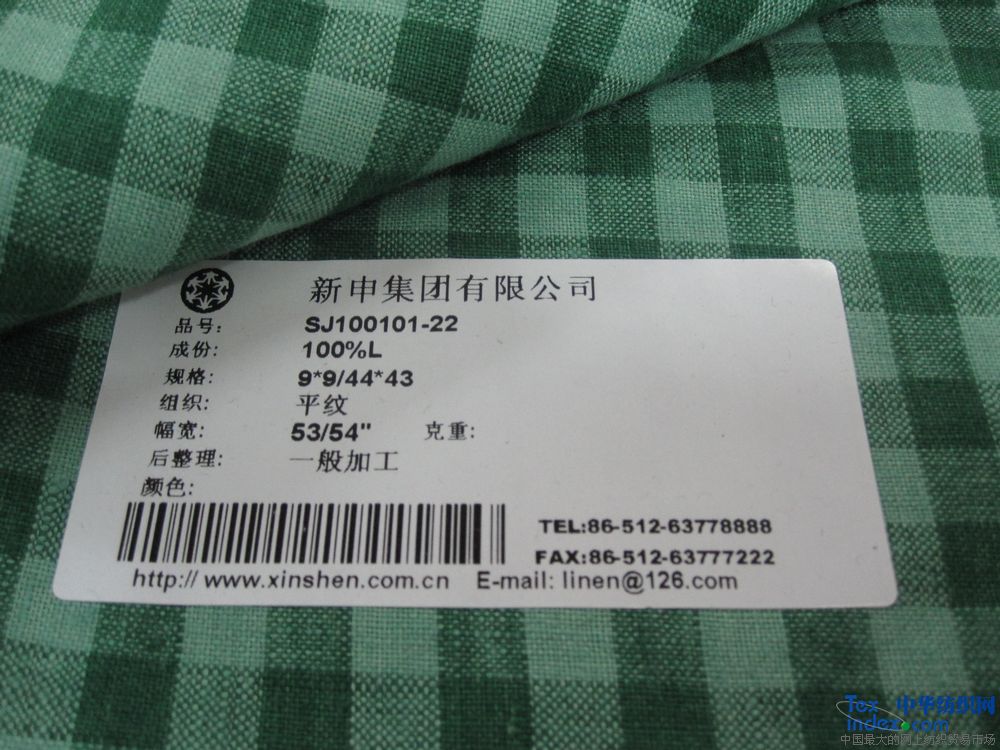 新申集团有限公司
品号: SJ100101-22
成份: 100%L
规格: 9*9/44*43
组织: 平纹
幅宽: 53/54" 克重:
后整理: 一般加工
颜色:
TEL:86-512-63778888
FAX:86-512-63777222
http://www.xinshen.com.cn E-mail: linen@126.com
Tex 中华纺织网
index.com
中国最大的网上纺织贸易市场